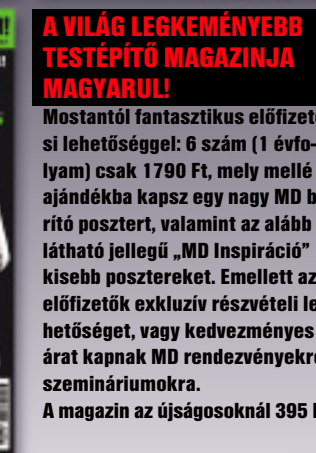 A VILÁG LEGKEMÉNYEBB
TESTÉPÍTŐ MAGAZINJA
MAGYARUL!
Mostantól fantasztikus előfizeté
si lehetőséggel: 6 szám (1 évfo-
lyam) csak 1790 Ft, mely mellé
ajándékba kapsz egy nagy MD b
rító posztert, valamint az alább
látható jellegű „MD Inspiráció”
kisebb posztereket. Emellett az
előfizetők exkluzív részvételi le
hetőséget, vagy kedvezményes
árat kapnak MD rendezvényekre
szemináriumokra.
A magazin az újságosoknál 395